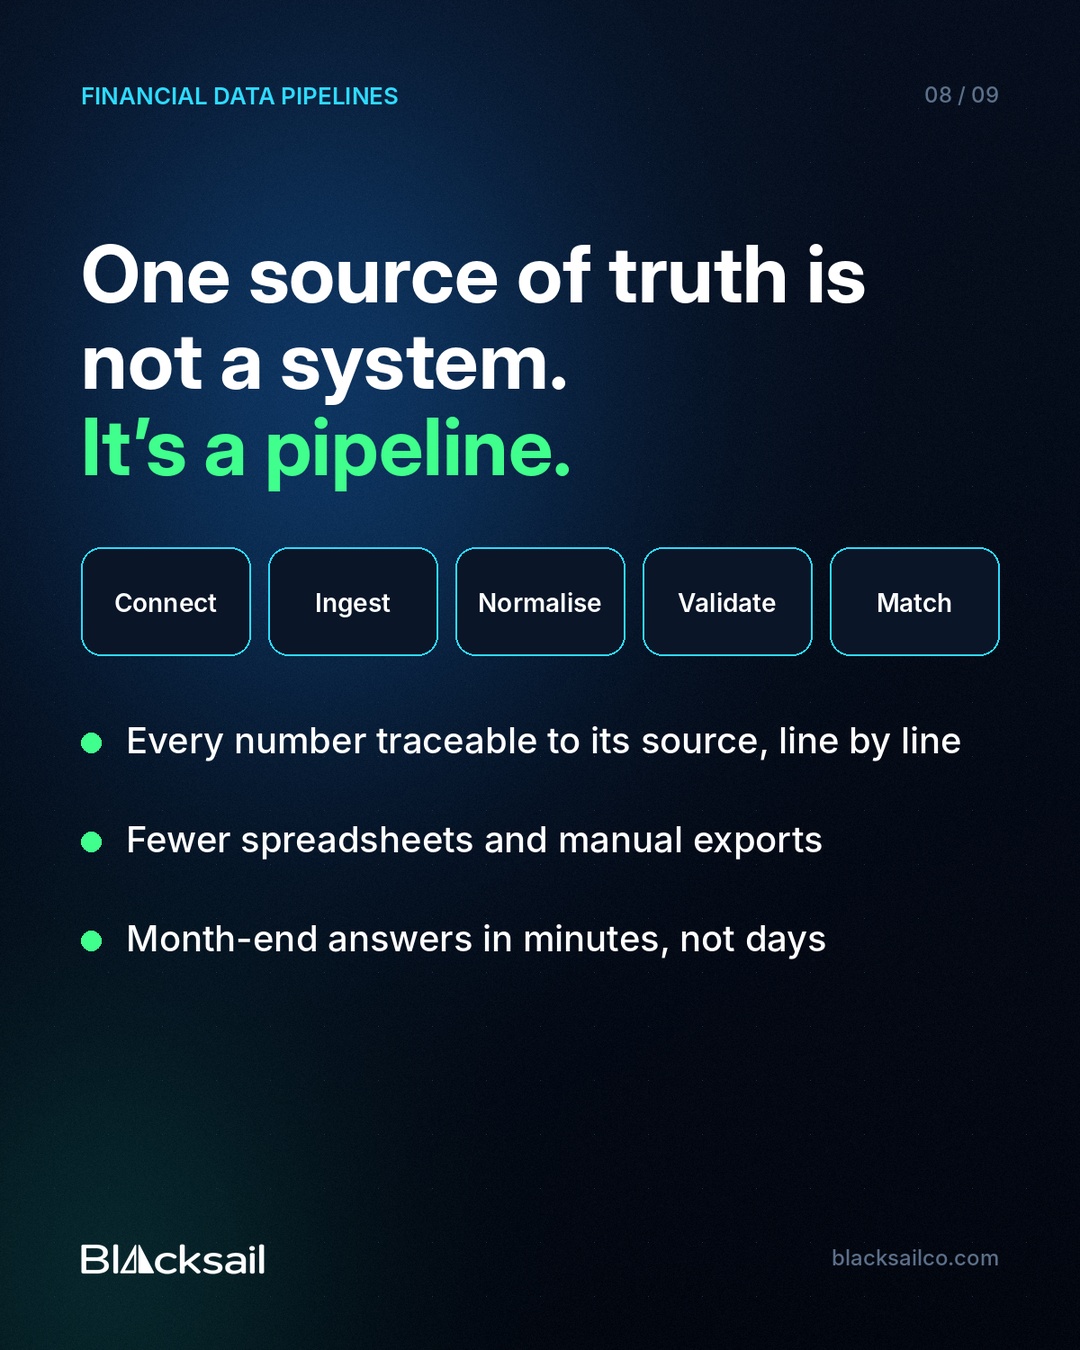 FINANCIAL DATA PIPELINES
08 / 09
One source of truth is
not a system.
It’s a pipeline.
Connect
Ingest
Normalise
Validate
Match
Every number traceable to its source, line by line
Fewer spreadsheets and manual exports
Month-end answers in minutes, not days
Blacksail
blacksailco.com